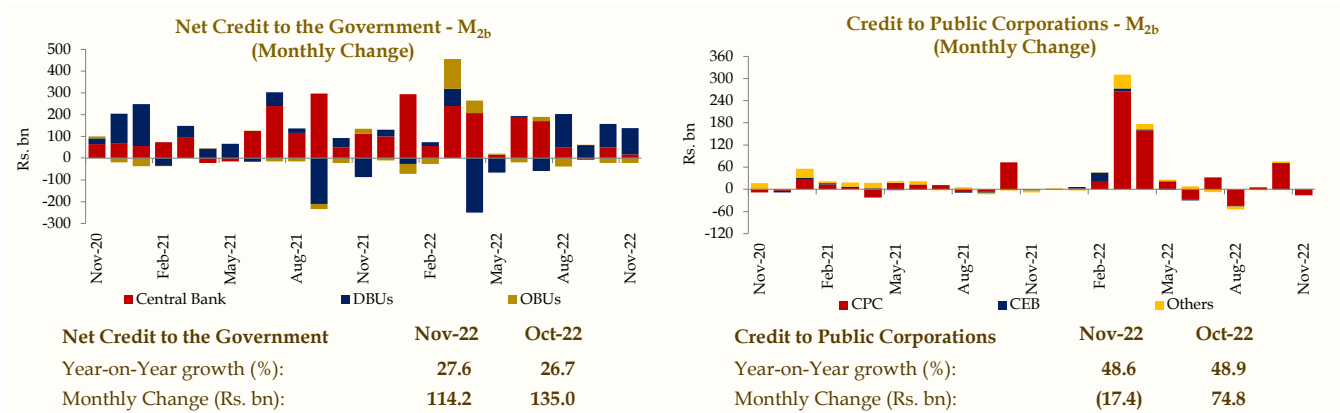 Net Credit to the Government - M2b
(Monthly Change)
Rs. bn
500
400
300
200
100
0
-100
-200
-300
Nov-20
Feb-21
May-21
Aug-21
Nov-21
Feb-22
May-22
Aug-22
Nov-22
Central Bank DBUs OBUs
Net Credit to the Government Nov-22 Oct-22
Year-on-Year growth (%): 27.6 26.7
Monthly Change (Rs. bn): 114.2 135.0
Credit to Public Corporations - M2b
(Monthly Change)
Rs. bn
360
300
240
180
120
60
0
-60
-120
Nov-20
Feb-21
May-21
Aug-21
Nov-21
Feb-22
May-22
Aug-22
Nov-22
CPC CEB Others
Credit to Public Corporations Nov-22 Oct-22
Year-on-Year growth (%): 48.6 48.9
Monthly Change (Rs. bn): (17.4) 74.8